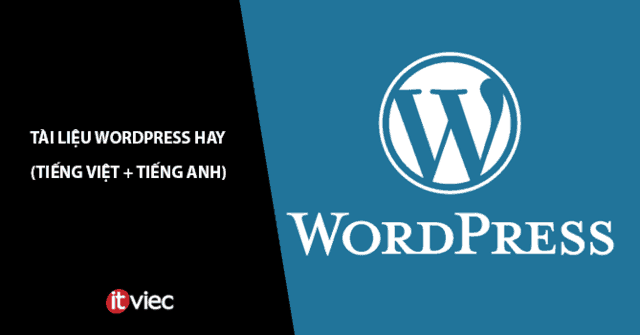 TÀI LIỆU WORDPRESS HAY
(TIẾNG VIỆT + TIẾNG ANH)
itviec
W
WORDPRESS